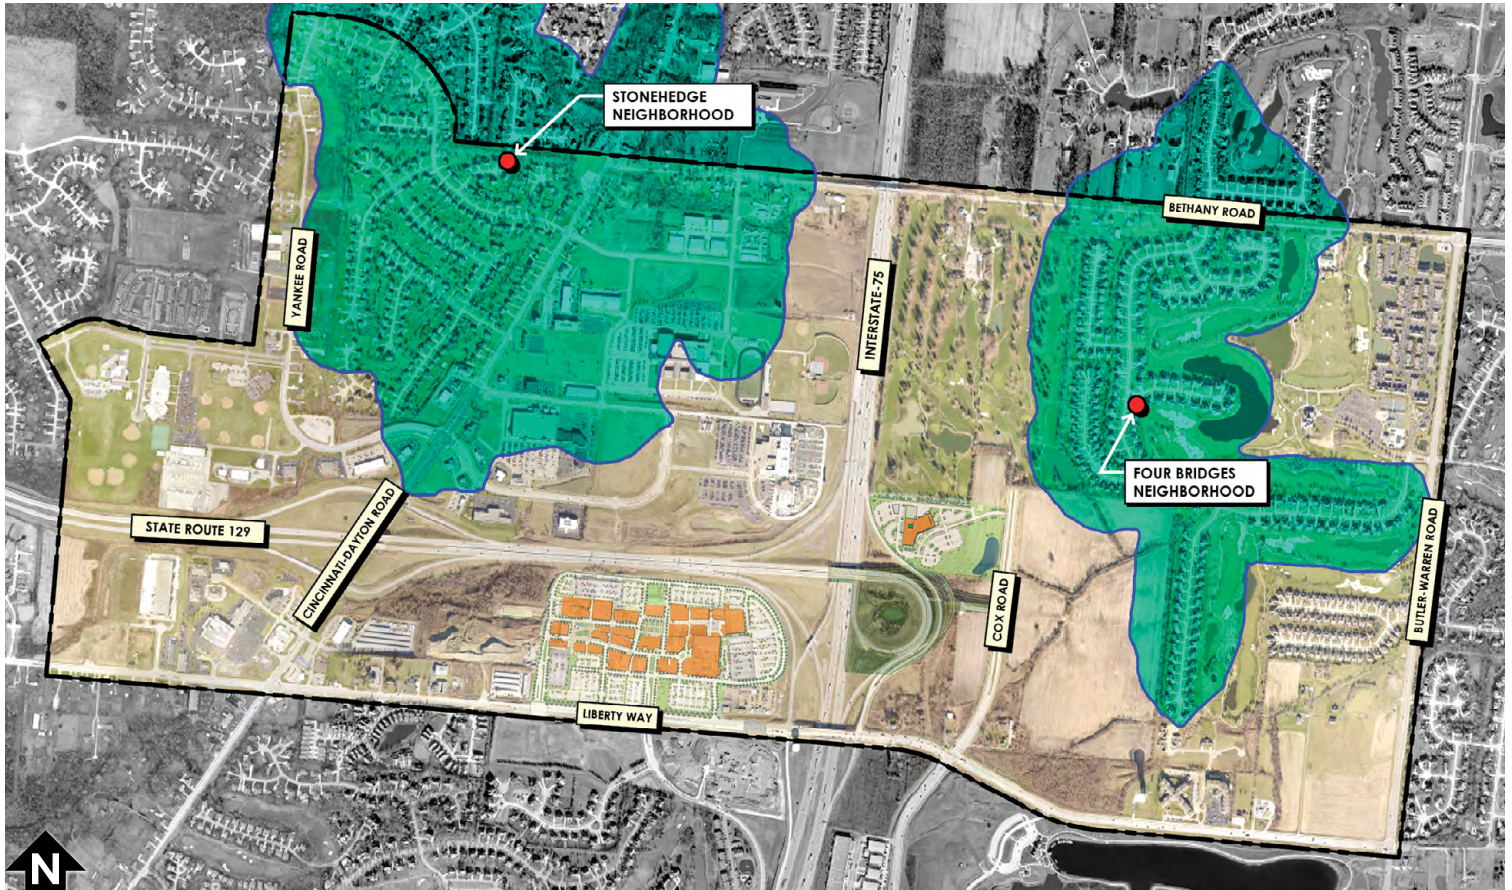 STONEHEDGE
NEIGHBORHOOD
BETHANY ROAD
YANKEE ROAD
INTERSTATE-75
FOUR BRIDGES
NEIGHBORHOOD
STATE ROUTE 129
CINCINNATI-DAYTON ROAD
COX ROAD
BUTLER-WARREN ROAD
LIBERTY WAY
N